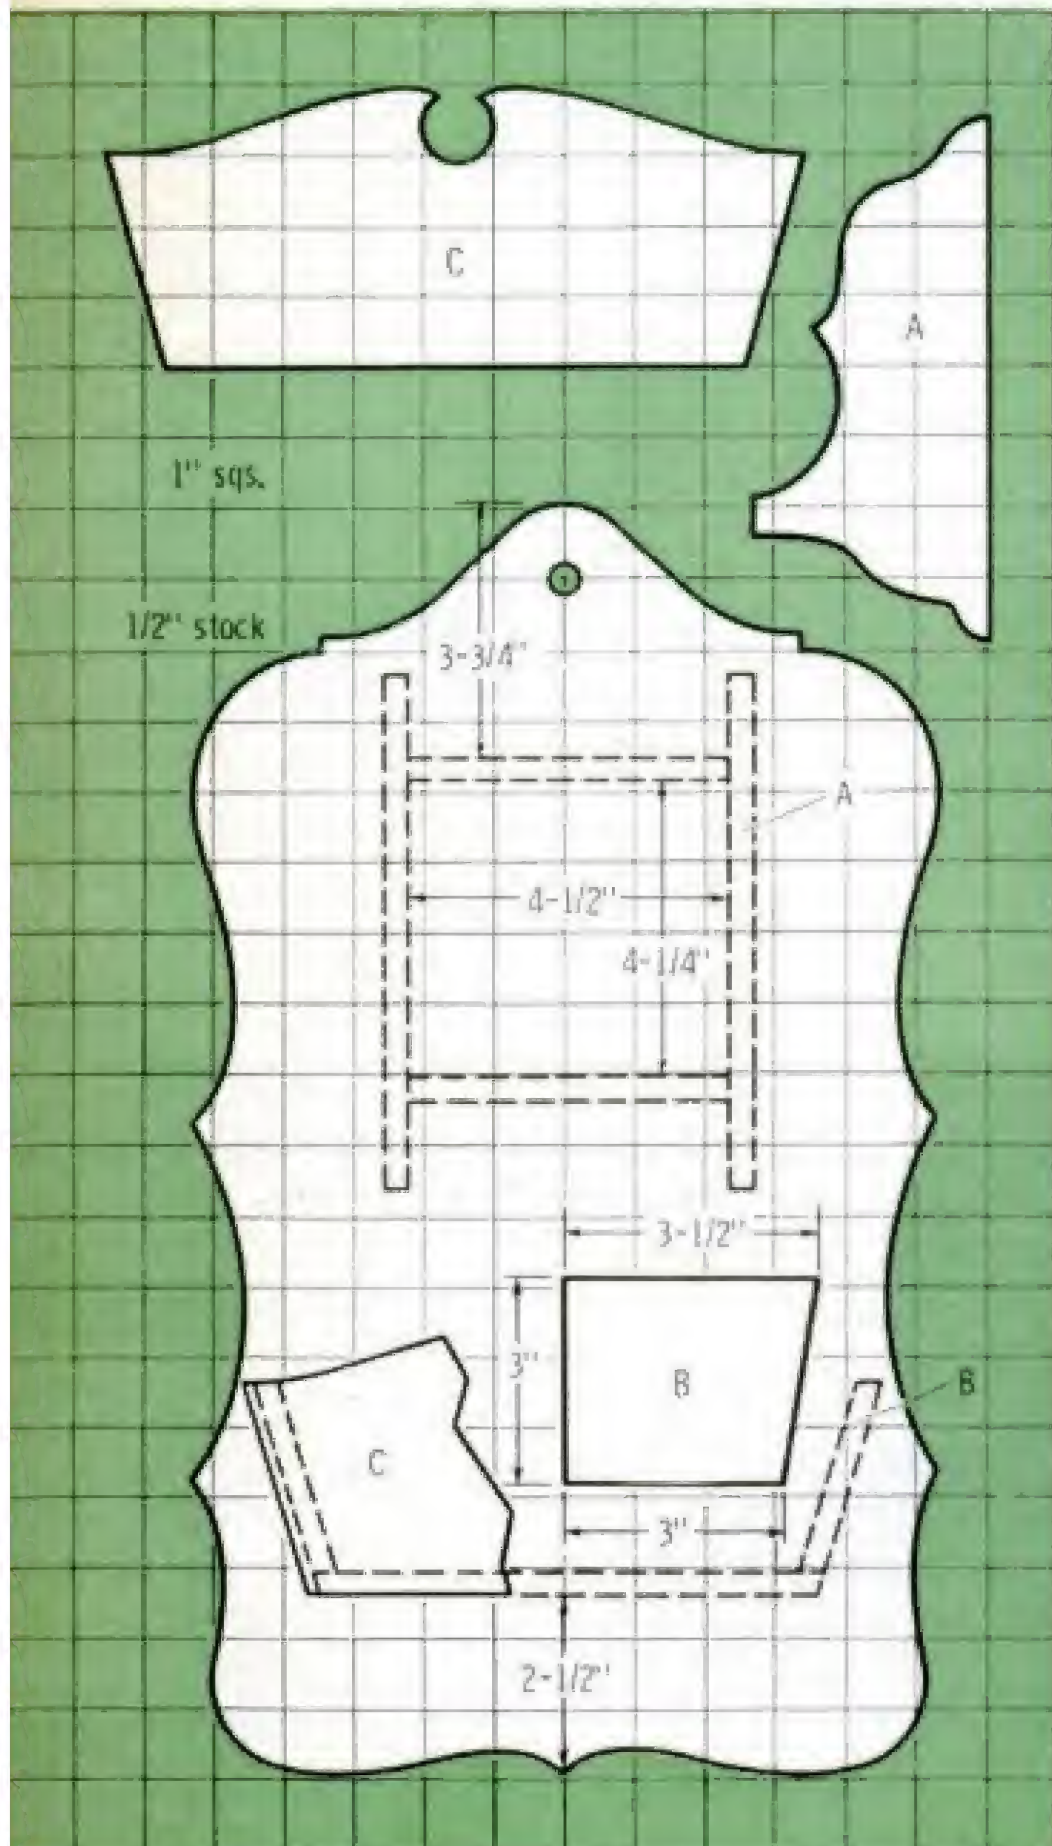 C
A
1" sqs.
1/2" stock
3-3/4"
A
4-1/2"
4-1/4"
3-1/2"
3"
B
B
C
3"
2-1/2"